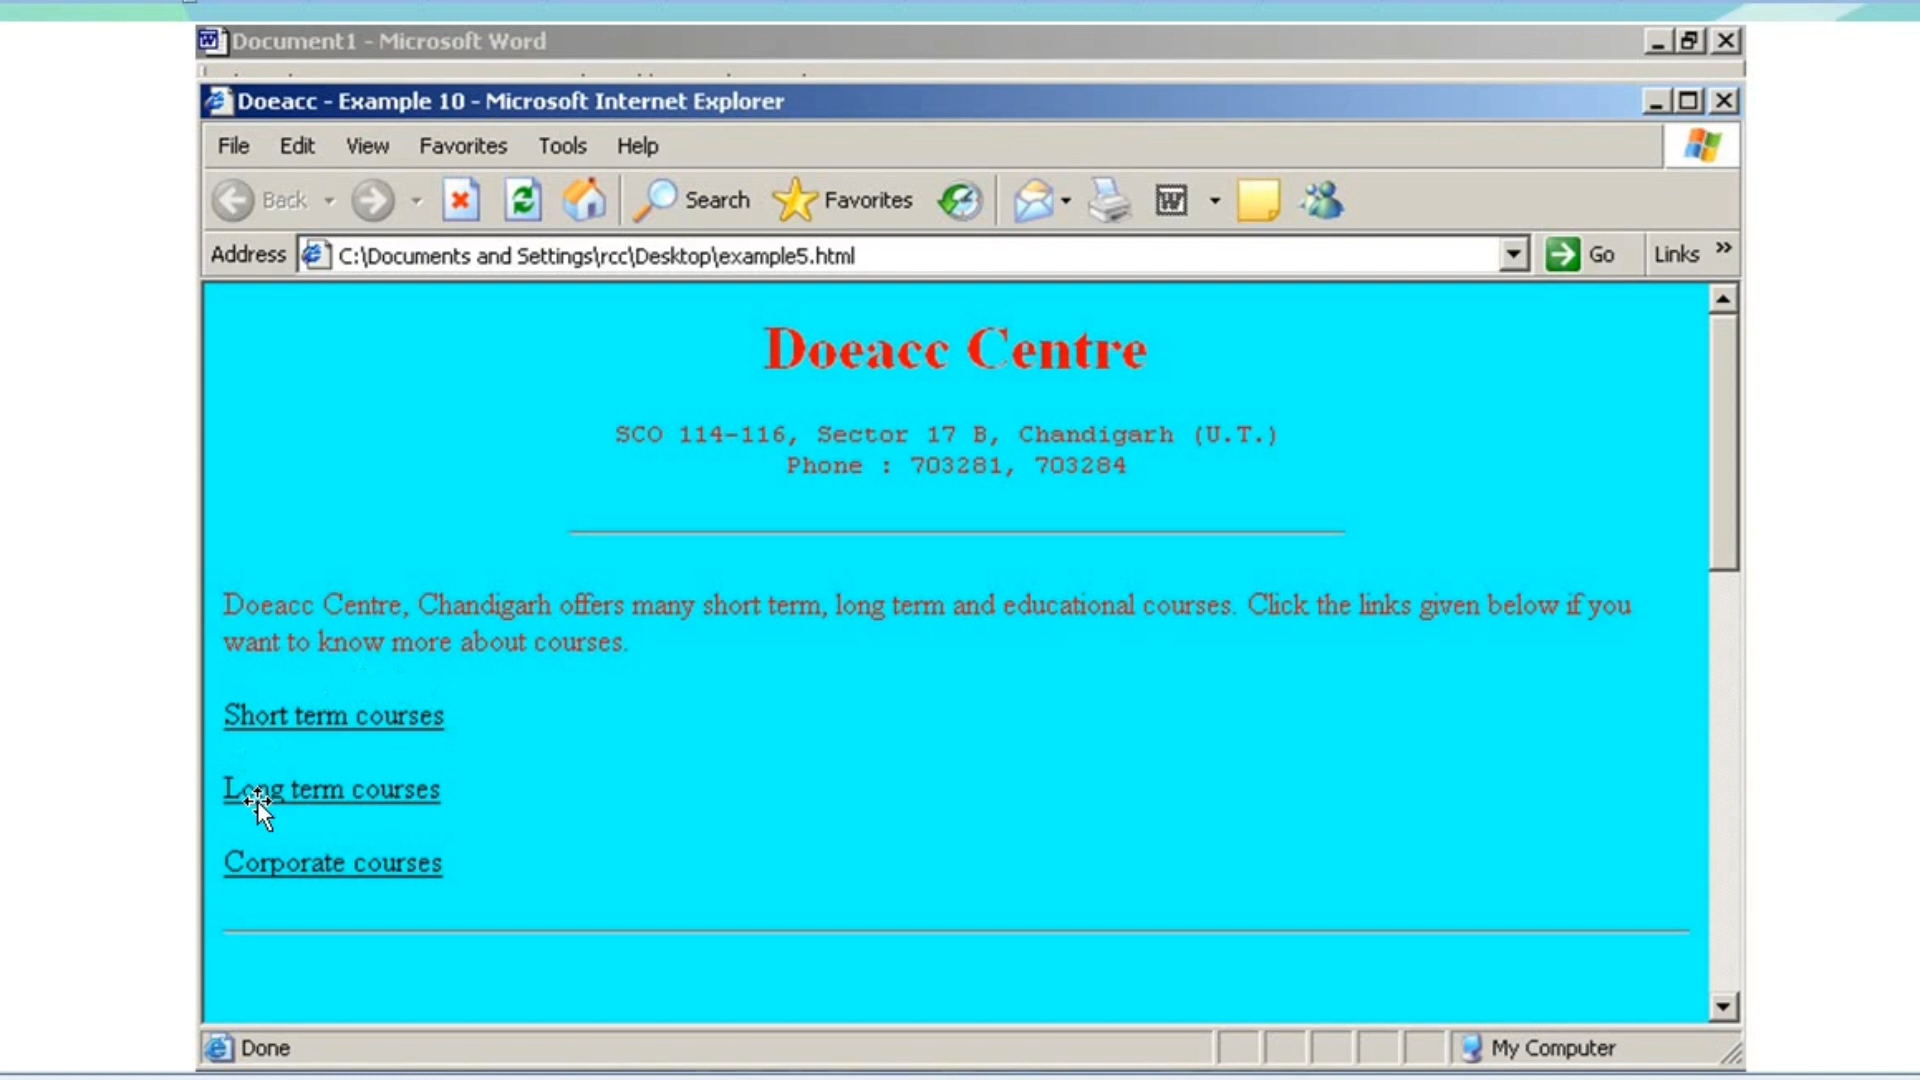 Document1 - Microsoft Word
Doeacc - Example 10 - Microsoft Internet Explorer
File Edit View Favorites Tools Help
Back Search Favorites
Address C:\Documents and Settings\rcc\Desktop\example5.html Go Links »
Doeacc Centre
SCO 114-116, Sector 17 B, Chandigarh (U.T.)
Phone : 703281, 703284
Doeacc Centre, Chandigarh offers many short term, long term and educational courses. Click the links given below if you
want to know more about courses.
Short term courses
Long term courses
Corporate courses
Done My Computer